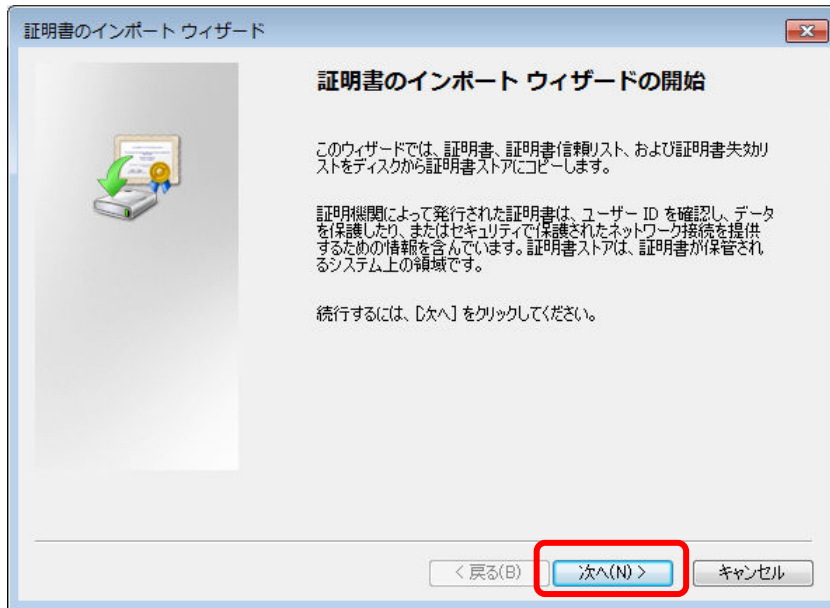 証明書のインポート ウィザード
証明書のインポート ウィザードの開始
このウィザードでは、証明書、証明書信頼リスト、および証明書失効リ
ストをディスクから証明書ストアにコピーします。
証明機関によって発行された証明書は、ユーザー ID を確認し、データ
を保護したり、またはセキュリティで保護されたネットワーク接続を提供
するための情報を含んでいます。証明書ストアは、証明書が保管され
るシステム上の領域です。
続行するには、[次へ] をクリックしてください。
< 戻る(B)
次へ(N) >
キャンセル